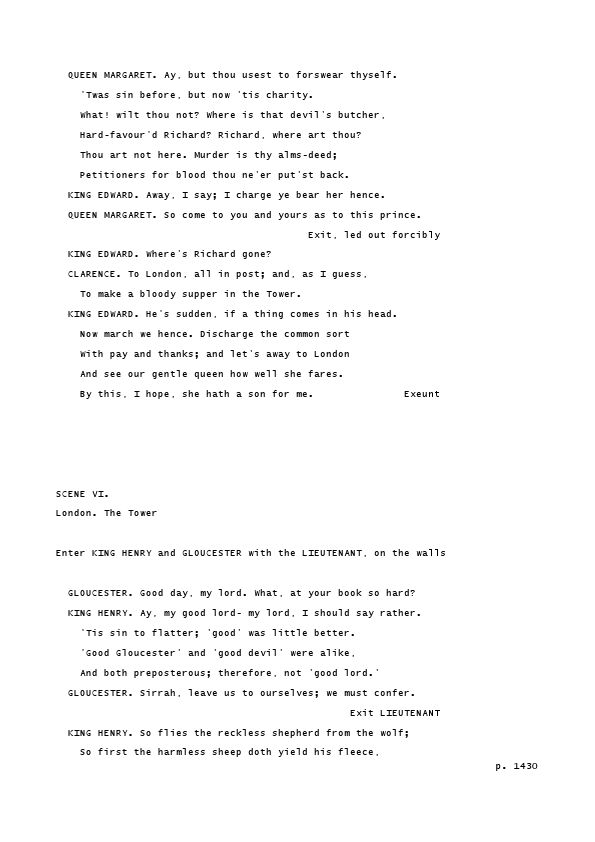 QUEEN MARGARET. Ay, but thou usest to forswear thyself.
'Twas sin before, but now 'tis charity.
What! wilt thou not? Where is that devil's butcher,
Hard-favour'd Richard? Richard, where art thou?
Thou art not here. Murder is thy alms-deed;
Petitioners for blood thou ne'er put'st back.
KING EDWARD. Away, I say; I charge ye bear her hence.
QUEEN MARGARET. So come to you and yours as to this prince.
Exit, led out forcibly
KING EDWARD. Where's Richard gone?
CLARENCE. To London, all in post; and, as I guess,
To make a bloody supper in the Tower.
KING EDWARD. He's sudden, if a thing comes in his head.
Now march we hence. Discharge the common sort
With pay and thanks; and let's away to London
And see our gentle queen how well she fares.
By this, I hope, she hath a son for me. Exeunt
SCENE VI.
London. The Tower
Enter KING HENRY and GLOUCESTER with the LIEUTENANT, on the walls
GLOUCESTER. Good day, my lord. What, at your book so hard?
KING HENRY. Ay, my good lord- my lord, I should say rather.
'Tis sin to flatter; 'good' was little better.
'Good Gloucester' and 'good devil' were alike,
And both preposterous; therefore, not 'good lord.'
GLOUCESTER. Sirrah, leave us to ourselves; we must confer.
Exit LIEUTENANT
KING HENRY. So flies the reckless shepherd from the wolf;
So first the harmless sheep doth yield his fleece,
p. 1430